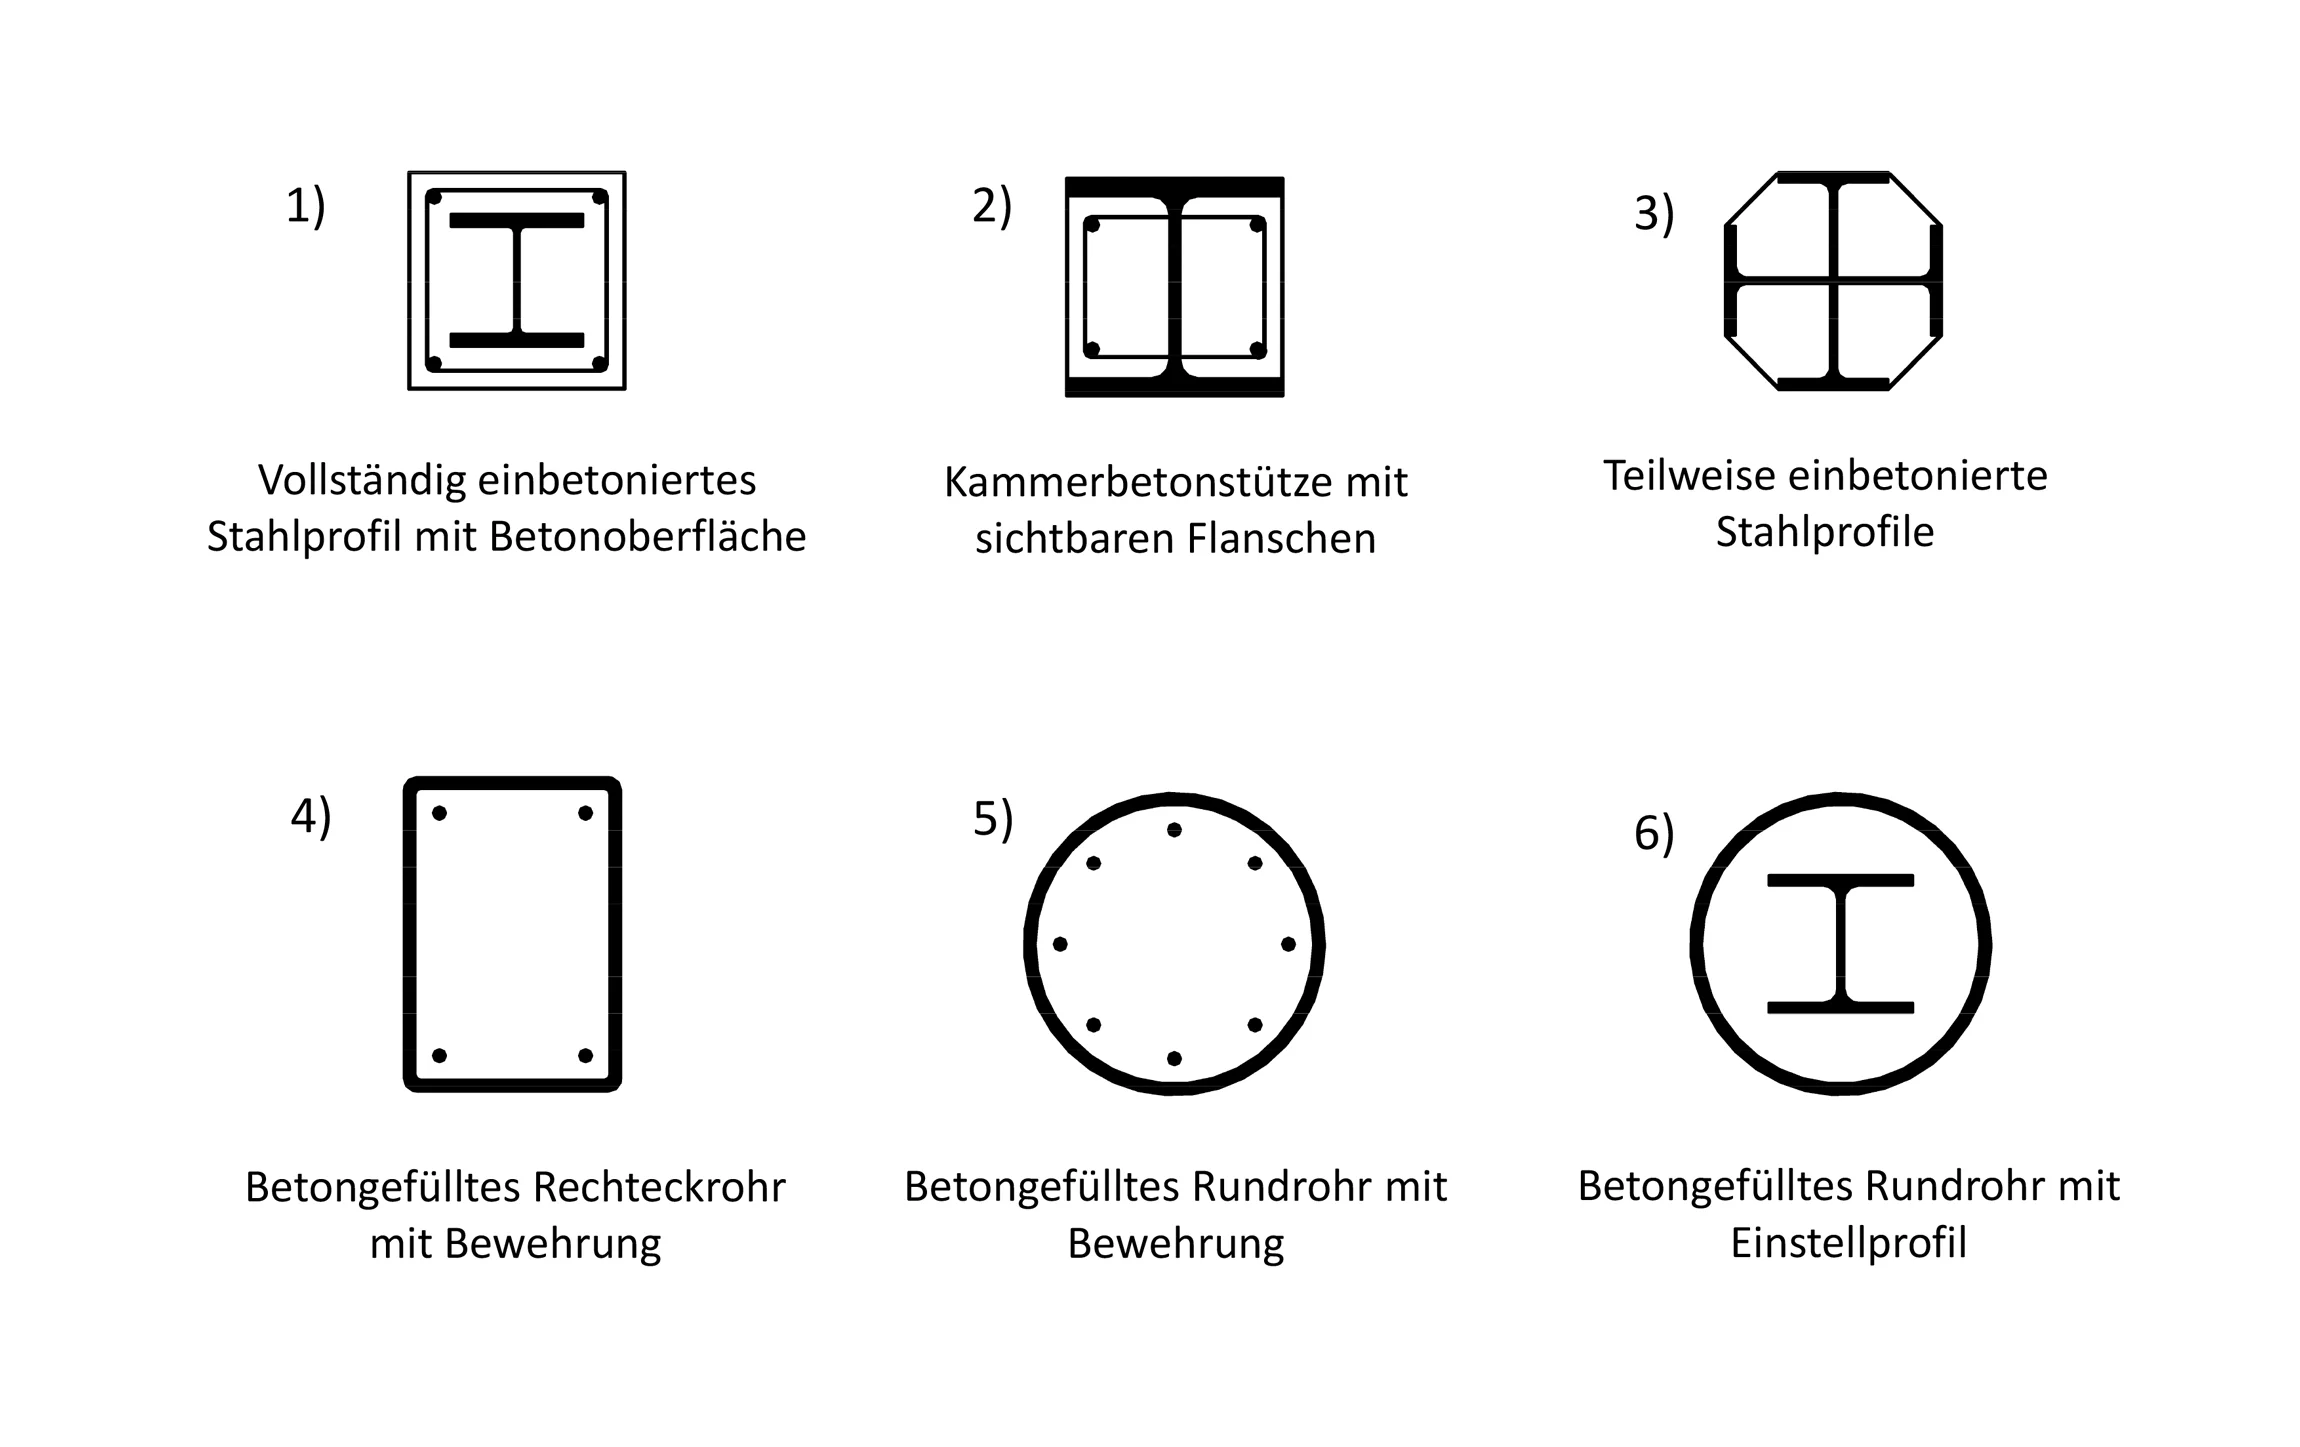 1)
Vollständig einbetoniertes
Stahlprofil mit Betonoberfläche
2)
Kammerbetonstütze mit
sichtbaren Flanschen
3)
Teilweise einbetonierte
Stahlprofile
4)
Betongefülltes Rechteckrohr
mit Bewehrung
5)
Betongefülltes Rundrohr mit
Bewehrung
6)
Betongefülltes Rundrohr mit
Einstellprofil